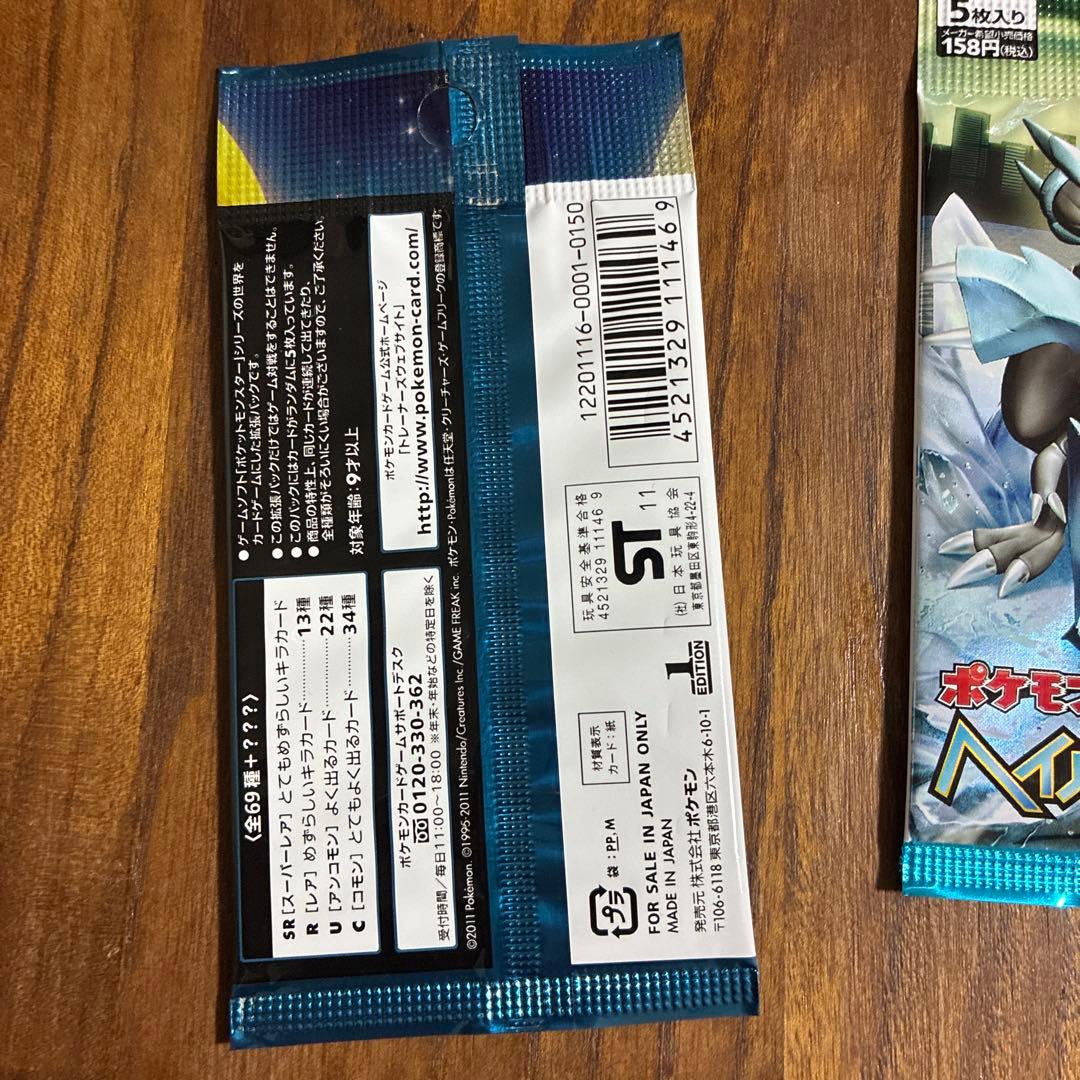 ●ゲームソフト「ポケットモンスター」シリーズの世界を
カードゲームにした拡張パックです。
●この拡張パックだけではゲーム対戦をすることはできません。
●このパックにはカードがランダムに5枚入っています。
●商品の特性上、同じカードが連続して出てきたり、
全種類がそろいにくい場合がございますので、ご了承ください。
対象年齢:9才以上
ポケモンカードゲーム公式ホームページ
「トレーナーズウェブサイト」
http://www.pokemon-card.com/
ポケモン・Pokémonは任天堂・クリーチャーズ・ゲームフリークの登録商標です。
〈全69種+???〉
SR[スーパーレア]とてもめずらしいキラカード
R [レア]めずらしいキラカード…………13種
U [アンコモン]よく出るカード…………22種
C [コモン]とてもよく出るカード…………34種
ポケモンカードゲームサポートデスク
0120-330-362
受付時間/毎日11:00~18:00 ※年末・年始などの特定日を除く
©2011 Pokémon. ©1995-2011 Nintendo/Creatures Inc./GAME FREAK inc.
12201116-0001-0150
4521329111469
玩具安全基準合格
4521329 11146 9
ST 11
(社)日本玩具協会
東京都墨田区東駒形4-22-4
1
EDITION
材質表示
カード:紙
プラ
袋:PP,M
FOR SALE IN JAPAN ONLY
MADE IN JAPAN
発売元 株式会社ポケモン
〒106-6118 東京都港区六本木6-10-1
5枚入り
メーカー希望小売価格
158円(税込)
ポケモ
ヘイル